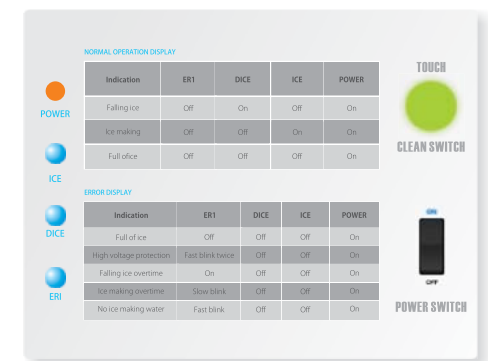 NORMAL OPERATION DISPLAY
Indication ER1 DICE ICE POWER
Falling ice Off On Off On
Ice making Off Off On On
Full ofice Off Off Off On
POWER
ICE
DICE
ERI
ERROR DISPLAY
Indication ER1 DICE ICE POWER
Full of ice Off Off Off On
High voltage protection Fast blink twice Off Off On
Falling ice overtime On Off Off On
Ice making overtime Slow blink Off Off On
No ice making water Fast blink Off Off On
TOUCH
CLEAN SWITCH
ON
OFF
POWER SWITCH